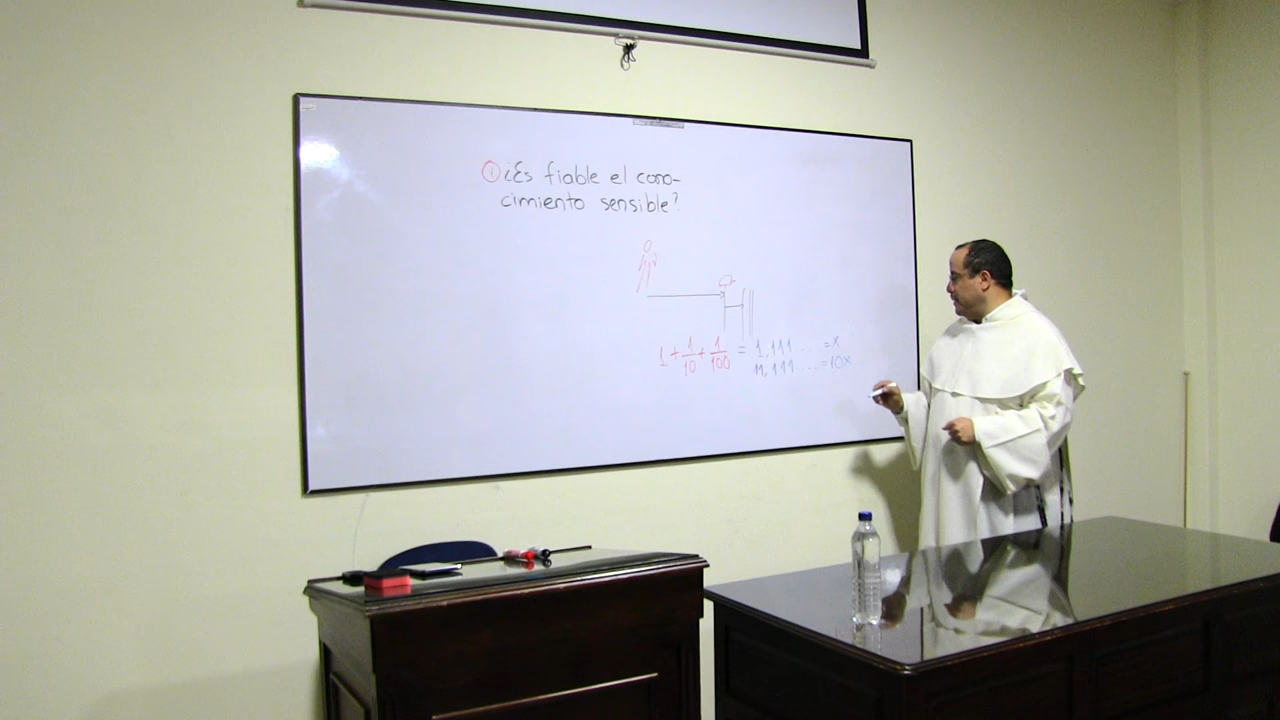 ① ¿Es fiable el cono-
cimiento sensible?
1 + 1/10 + 1/100 = 1,111.... = x
11,111.... = 10x